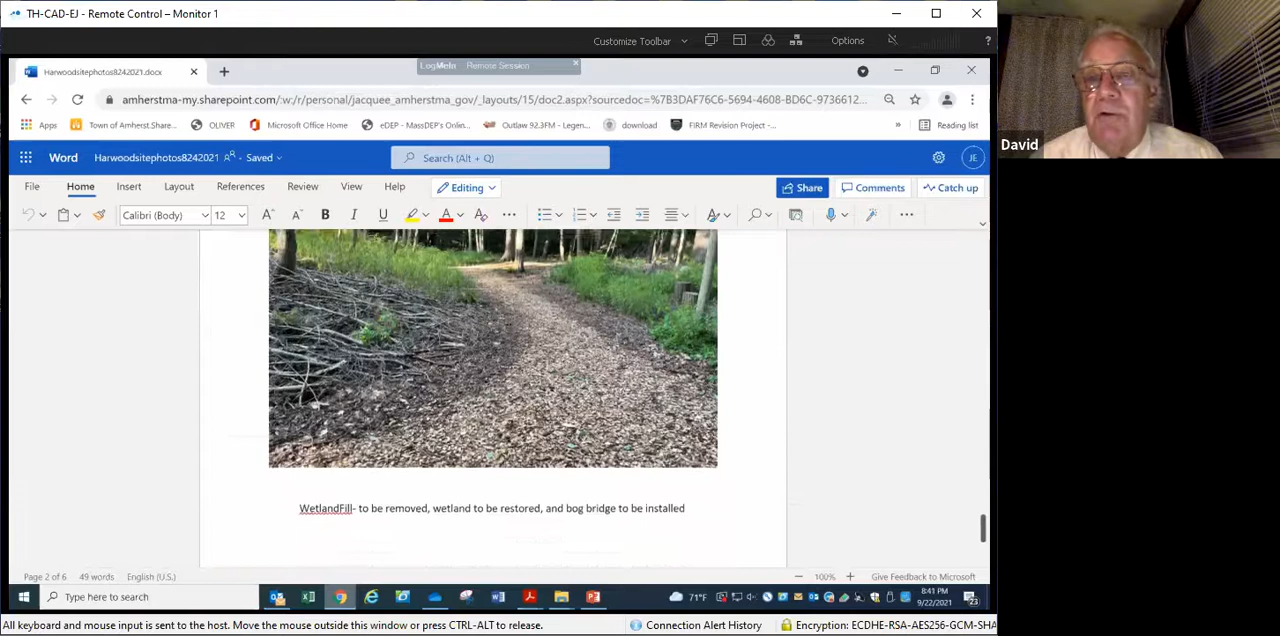 TH-CAD-EJ - Remote Control – Monitor 1
Customize Toolbar
Options
?
Harwoodsitephotos8242021.docx
LogMeIn Remote Session
amherstma-my.sharepoint.com/:w:/r/personal/jacquee_amherstma_gov/_layouts/15/doc2.aspx?sourcedoc=%7B3DAF76C6-5694-4608-BD6C-9736612...
Apps
Town of Amherst.Share...
OLIVER
Microsoft Office Home
eDEP - MassDEP's Onlin...
Outlaw 92.3FM - Legen...
download
FIRM Revision Project -...
»
Reading list
Word
Harwoodsitephotos8242021
- Saved
Search (Alt + Q)
JE
File
Home
Insert
Layout
References
Review
View
Help
Editing
Share
Comments
Catch up
Calibri (Body)
12
B
I
U
WetlandFill- to be removed, wetland to be restored, and bog bridge to be installed
Page 2 of 6
49 words
English (U.S.)
100%
Give Feedback to Microsoft
Type here to search
71°F
8:41 PM
9/22/2021
23
All keyboard and mouse input is sent to the host. Move the mouse outside this window or press CTRL-ALT to release.
Connection Alert History
Encryption: ECDHE-RSA-AES256-GCM-SHA
David